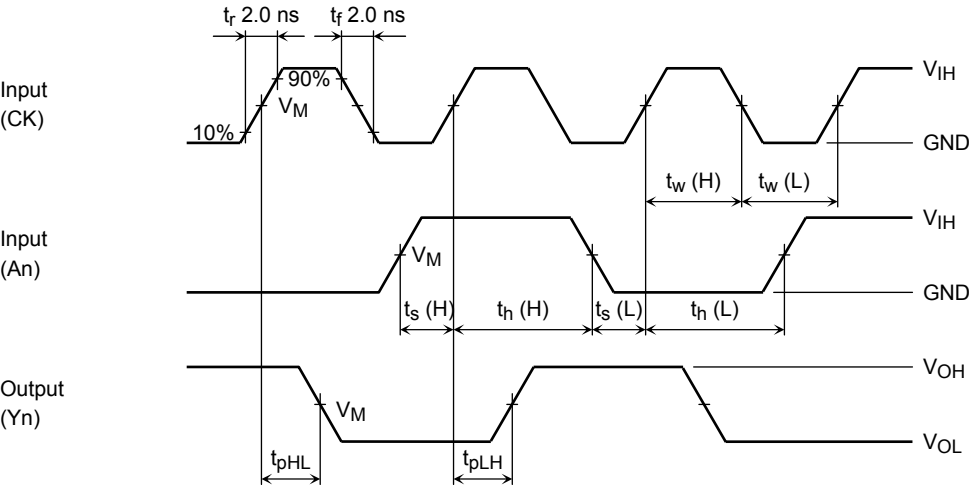 tr 2.0 ns tf 2.0 ns
Input
(CK)
90%
VM
10%
VIH
GND
tw (H) tw (L)
Input
(An)
VM
VIH
GND
ts (H) th (H) ts (L) th (L)
Output
(Yn)
VM
VOH
VOL
tpHL tpLH